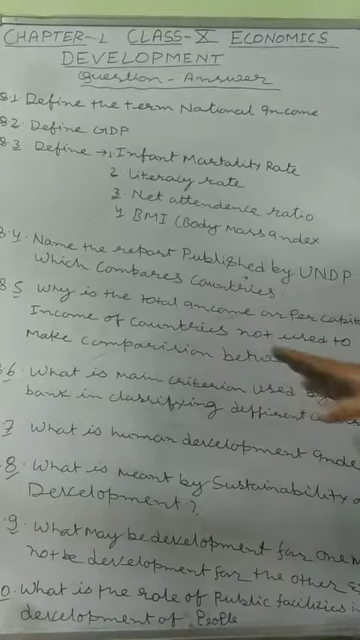 CHAPTER-1 CLASS-X ECONOMICS
DEVELOPMENT
Question-Answer
Q.1 Define the term National Income
Q.2 Define GDP
Q.3 Define → 1 Infant Mortality Rate
2 Literacy rate
3 Net attendence ratio
4 BMI (Body Mass Index
Q.4. Name the report Published by UNDP
Which compares countries.
Q 5. Why is the total income or Per Capit
Income of countries not used to
Make comparision betw
Q.6. What is main criterion used by
bank in classifying different
7 What is human development Inde
8. What is meant by Sustainability o
Development?
.9. What May be development for one m
not be development for the other
0. What is the role of Public facilities i
development of People